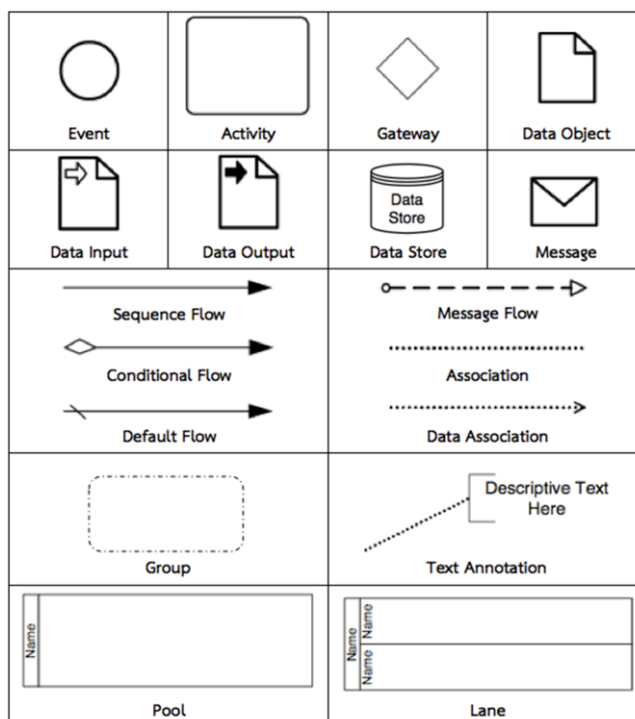 Event
Activity
Gateway
Data Object
Data Input
Data Output
Data
Store
Data Store
Message
Sequence Flow
Message Flow
Conditional Flow
Association
Default Flow
Data Association
Group
Descriptive Text
Here
Text Annotation
Name
Pool
Name
Name
Name
Lane